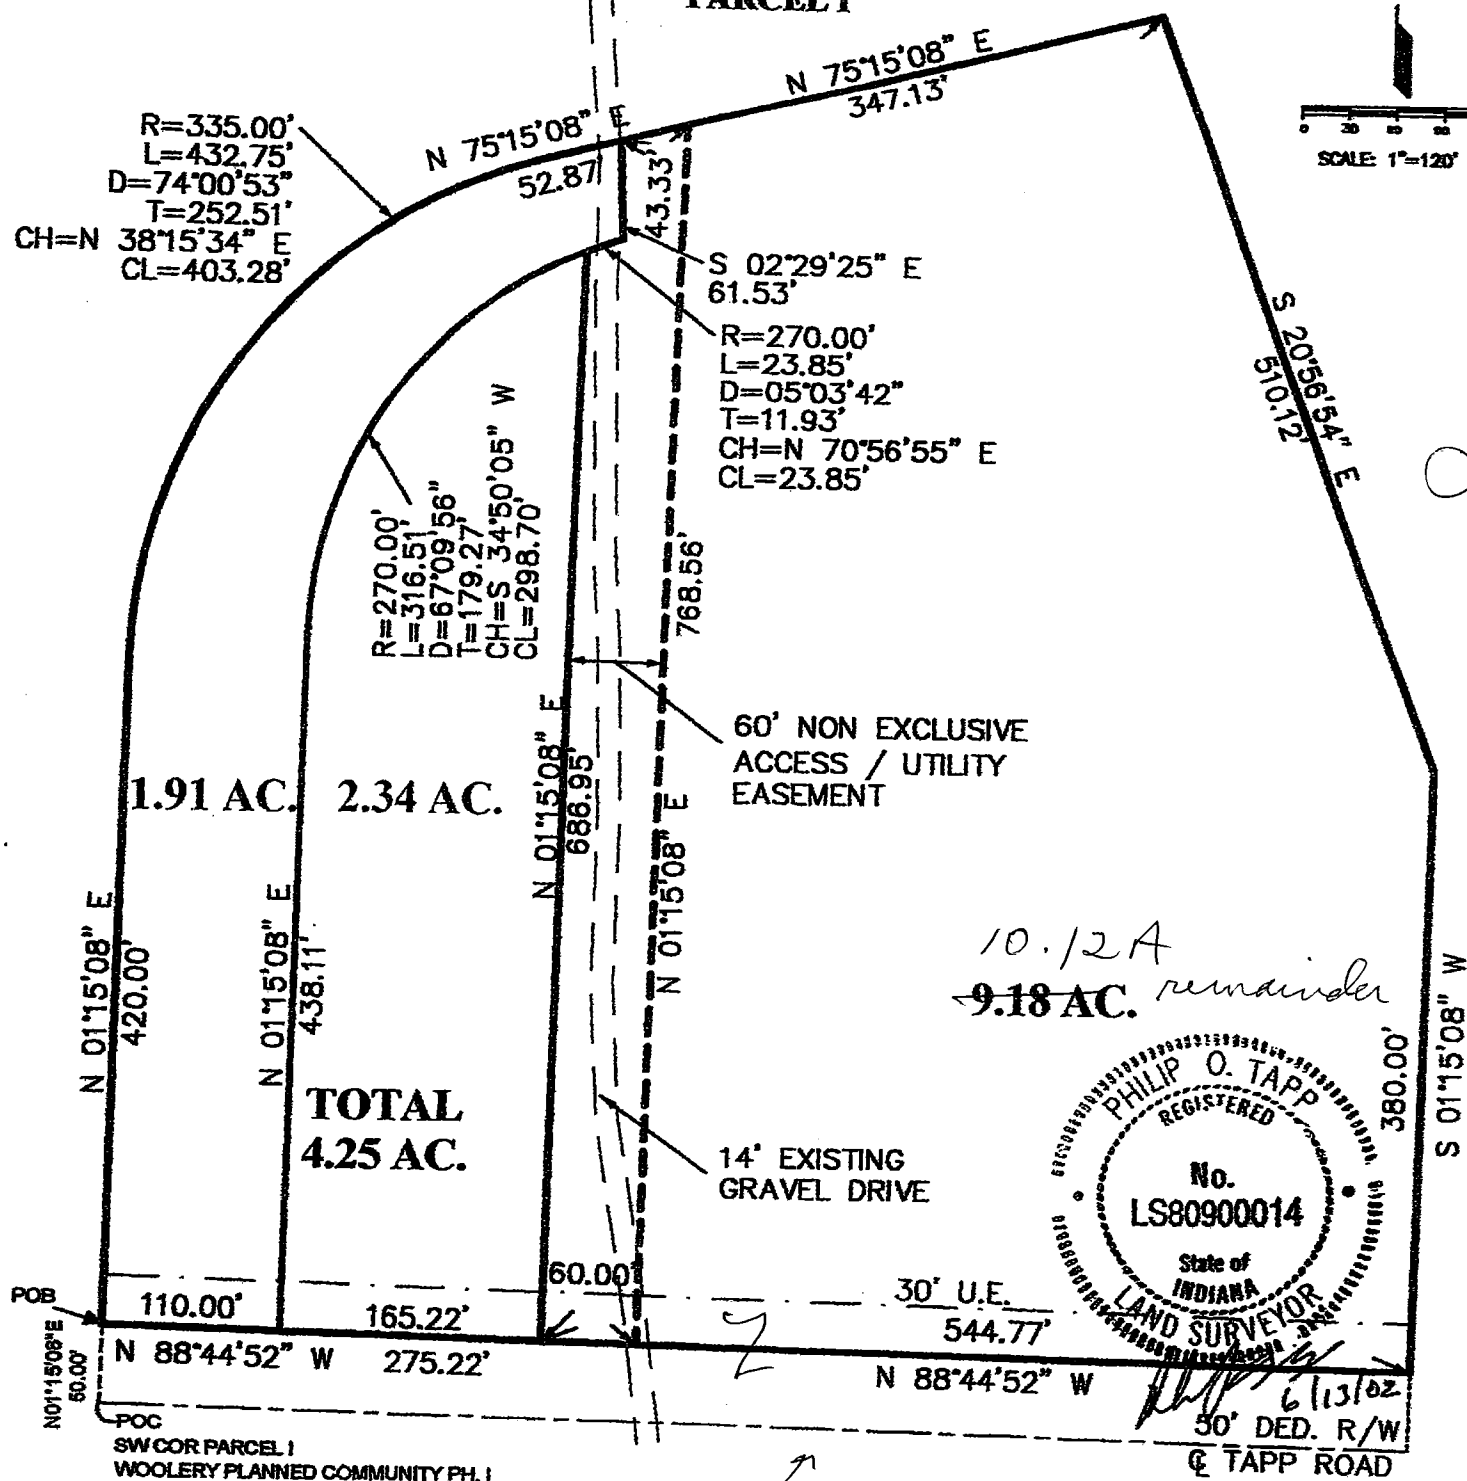 PARCEL I
N 75°15'08" E
347.13'
0 20 60
SCALE: 1"=120'
R=335.00'
L=432.75'
D=74°00'53"
T=252.51'
CH=N 38°15'34" E
CL=403.28'
N 75°15'08" E
52.87'
43.33'
S 02°29'25" E
61.53'
R=270.00'
L=23.85'
D=05°03'42"
T=11.93'
CH=N 70°56'55" E
CL=23.85'
S 20°56'54" E
510.12'
R=270.00'
L=316.51'
D=67°09'56"
T=179.27'
CH=S 34°50'05" W
CL=298.70'
768.56'
N 01°15'08" E
60' NON EXCLUSIVE
ACCESS / UTILITY
EASEMENT
N 01°15'08" E
686.95'
1.91 AC.
2.34 AC.
N 01°15'08" E
420.00'
N 01°15'08" E
438.11'
10.12A
9.18 AC. remainder
TOTAL
4.25 AC.
14' EXISTING
GRAVEL DRIVE
380.00'
S 01°15'08" W
PHILIP O. TAPP
REGISTERED
No.
LS80900014
State of
INDIANA
LAND SURVEYOR
POB
110.00'
165.22'
60.00'
30' U.E.
544.77'
N 88°44'52" W
275.22'
N 88°44'52" W
N01°15'08"E
50.00'
6/13/02
50' DED. R/W
℄ TAPP ROAD
POC
SW COR PARCEL I
WOOLERY PLANNED COMMUNITY PH. I